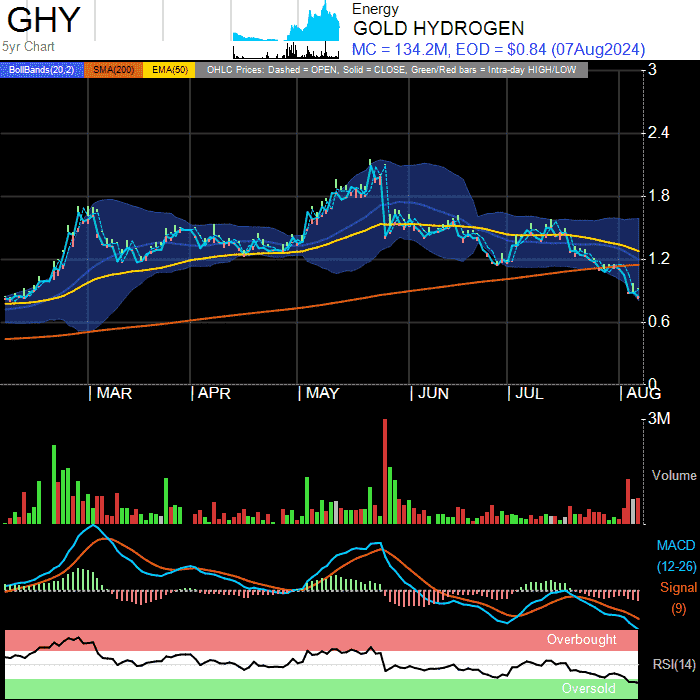 GHY
5yr Chart
Energy
GOLD HYDROGEN
MC = 134.2M, EOD = $0.84 (07Aug2024)
BollBands(20,2) SMA(200) EMA(50) OHLC Prices: Dashed = OPEN, Solid = CLOSE, Green/Red bars = Intra-day HIGH/LOW
3
2.4
1.8
1.2
0.6
0
MAR APR MAY JUN JUL AUG
3M
Volume
MACD
(12-26)
Signal
(9)
Overbought
RSI(14)
Oversold